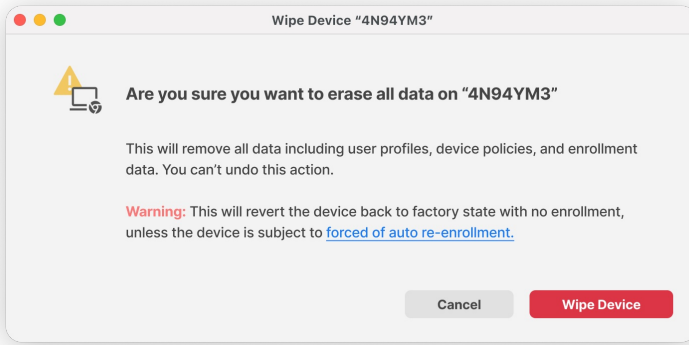 Wipe Device “4N94YM3”
Are you sure you want to erase all data on “4N94YM3”
This will remove all data including user profiles, device policies, and enrollment
data. You can’t undo this action.
Warning: This will revert the device back to factory state with no enrollment,
unless the device is subject to forced of auto re-enrollment.
Cancel
Wipe Device